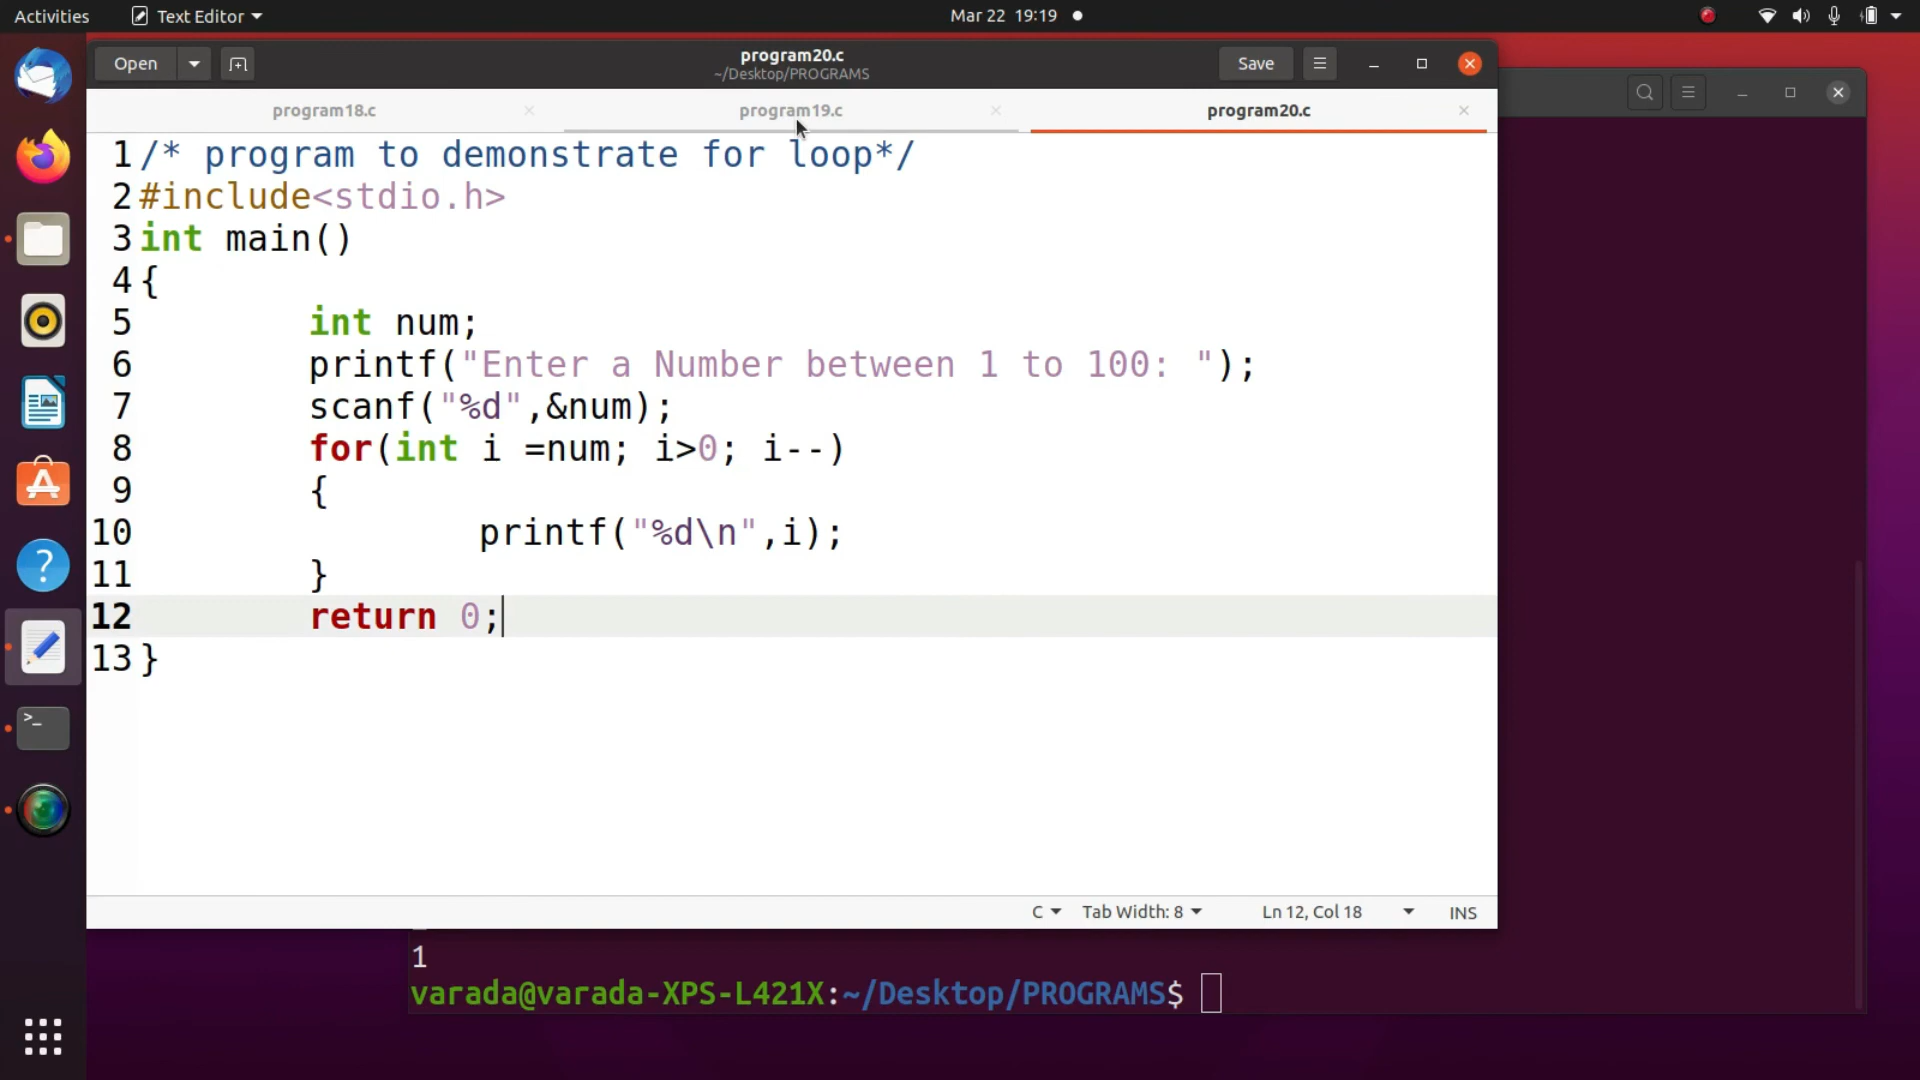 Activities
Text Editor
Mar 22 19:19
Open
program20.c
~/Desktop/PROGRAMS
Save
program18.c
program19.c
program20.c
1 /* program to demonstrate for loop*/
2 #include<stdio.h>
3 int main()
4 {
5 int num;
6 printf("Enter a Number between 1 to 100: ");
7 scanf("%d",&num);
8 for(int i =num; i>0; i--)
9 {
10 printf("%d\n",i);
11 }
12 return 0;
13 }
C
Tab Width: 8
Ln 12, Col 18
INS
1
varada@varada-XPS-L421X:~/Desktop/PROGRAMS$